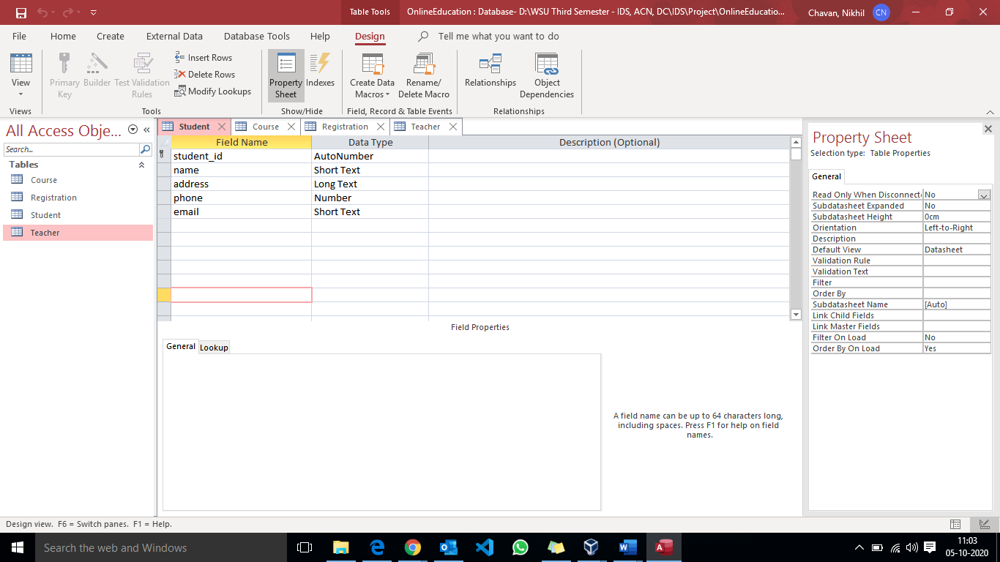 Table Tools
OnlineEducation : Database- D:\WSU Third Semester - IDS, ACN, DC\IDS\Project\OnlineEducatio...
Chavan, Nikhil
CN
File Home Create External Data Database Tools Help Design Tell me what you want to do
View
Views
Primary Key
Builder
Test Validation Rules
Insert Rows
Delete Rows
Modify Lookups
Tools
Property Sheet
Indexes
Show/Hide
Create Data Macros
Rename/ Delete Macro
Field, Record & Table Events
Relationships
Object Dependencies
Relationships
All Access Obje...
Search...
Tables
Course
Registration
Student
Teacher
Student Course Registration Teacher
Field Name Data Type Description (Optional)
student_id AutoNumber
name Short Text
address Long Text
phone Number
email Short Text
Field Properties
General Lookup
A field name can be up to 64 characters long,
including spaces. Press F1 for help on field
names.
Property Sheet
Selection type: Table Properties
General
Read Only When Disconnect No
Subdatasheet Expanded No
Subdatasheet Height 0cm
Orientation Left-to-Right
Description
Default View Datasheet
Validation Rule
Validation Text
Filter
Order By
Subdatasheet Name [Auto]
Link Child Fields
Link Master Fields
Filter On Load No
Order By On Load Yes
Design view. F6 = Switch panes. F1 = Help.
Search the web and Windows
11:03
05-10-2020